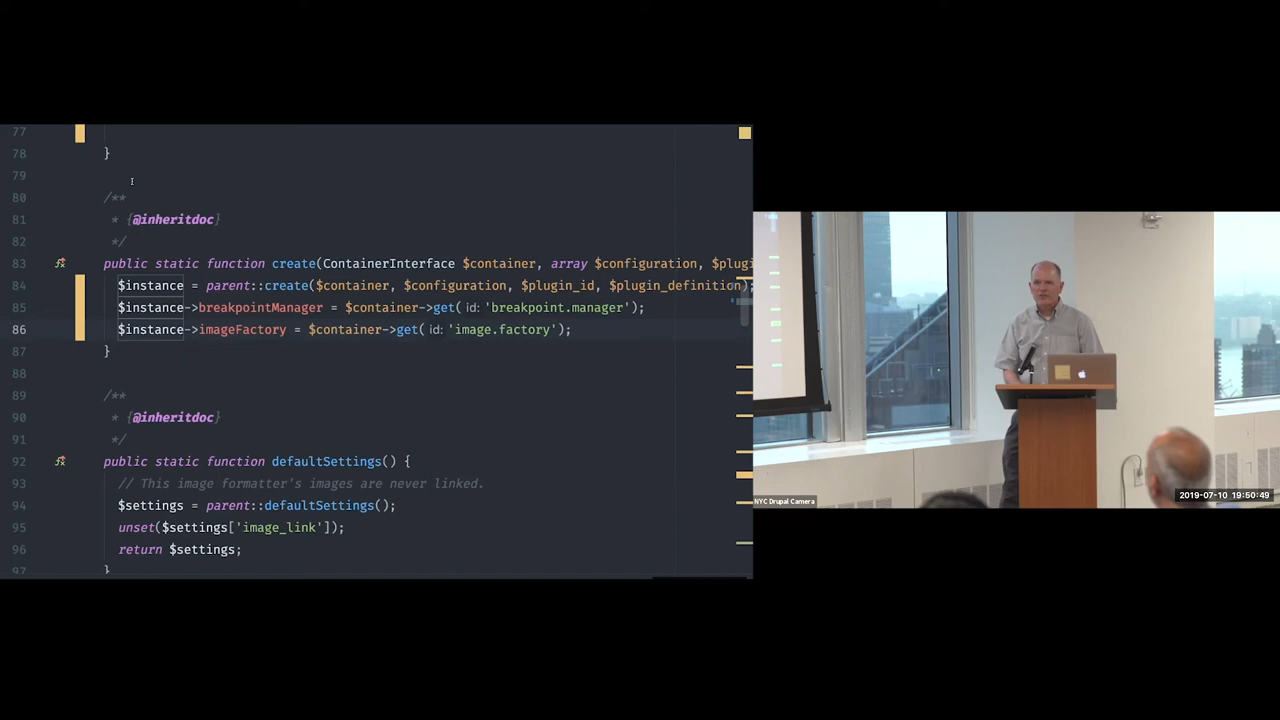 77
78 }
79
80 /**
81 * {@inheritdoc}
82 */
83 public static function create(ContainerInterface $container, array $configuration, $plugi
84 $instance = parent::create($container, $configuration, $plugin_id, $plugin_definition);
85 $instance->breakpointManager = $container->get( id: 'breakpoint.manager');
86 $instance->imageFactory = $container->get( id: 'image.factory');
87 }
88
89 /**
90 * {@inheritdoc}
91 */
92 public static function defaultSettings() {
93 // This image formatter's images are never linked.
94 $settings = parent::defaultSettings();
95 unset($settings['image_link']);
96 return $settings;
97 }
NYC Drupal Camera
2019-07-10 19:50:49